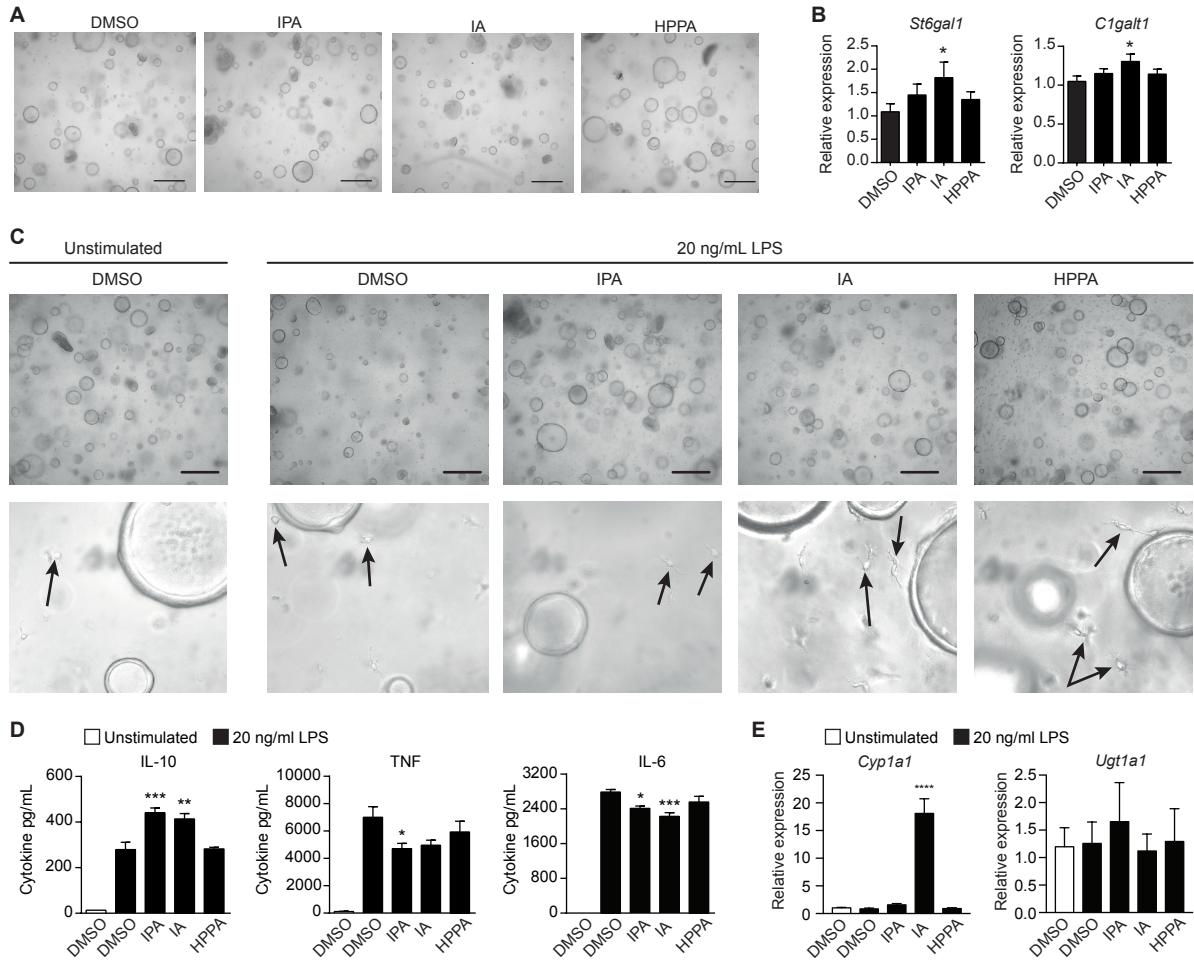 A
DMSO
IPA
IA
HPPA
B
St6gal1
C1galt1
Relative expression
2.5
2.0
1.5
1.0
0.5
0.0
*
DMSO
IPA
IA
HPPA
Relative expression
1.5
1.0
0.5
0.0
*
DMSO
IPA
IA
HPPA
C
Unstimulated
20 ng/mL LPS
DMSO
DMSO
IPA
IA
HPPA
D
Unstimulated 20 ng/ml LPS
IL-10
Cytokine pg/mL
600
400
200
0
*** **
DMSO
DMSO
IPA
IA
HPPA
TNF
Cytokine pg/mL
10000
8000
6000
4000
2000
0
*
DMSO
DMSO
IPA
IA
HPPA
IL-6
Cytokine pg/mL
3200
2400
1600
800
0
* ***
DMSO
DMSO
IPA
IA
HPPA
E
Unstimulated 20 ng/ml LPS
Cyp1a1
Relative expression
25
20
15
10
5
0
****
DMSO
DMSO
IPA
IA
HPPA
Ugt1a1
Relative expression
2.5
2.0
1.5
1.0
0.5
0.0
DMSO
DMSO
IPA
IA
HPPA